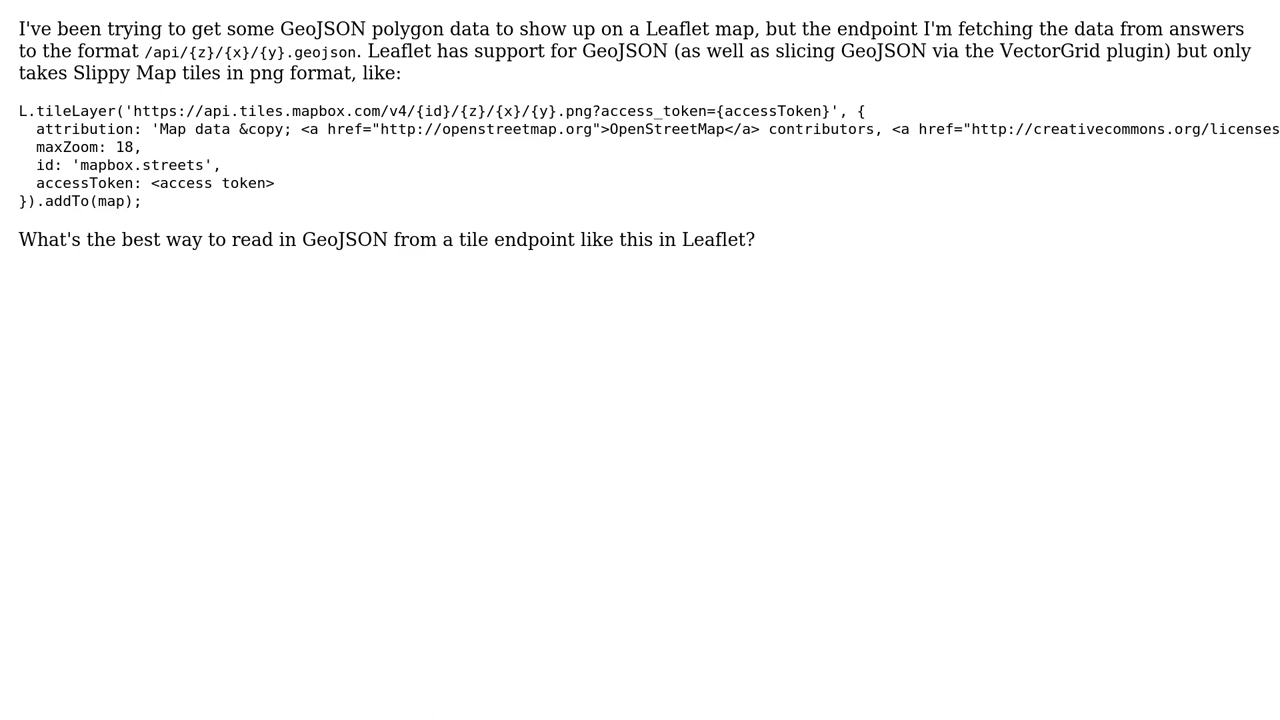 I've been trying to get some GeoJSON polygon data to show up on a Leaflet map, but the endpoint I'm fetching the data from answers
to the format /api/{z}/{x}/{y}.geojson. Leaflet has support for GeoJSON (as well as slicing GeoJSON via the VectorGrid plugin) but only
takes Slippy Map tiles in png format, like:
L.tileLayer('https://api.tiles.mapbox.com/v4/{id}/{z}/{x}/{y}.png?access_token={accessToken}', {
  attribution: 'Map data &copy; <a href="http://openstreetmap.org">OpenStreetMap</a> contributors, <a href="http://creativecommons.org/licenses
  maxZoom: 18,
  id: 'mapbox.streets',
  accessToken: <access token>
}).addTo(map);
What's the best way to read in GeoJSON from a tile endpoint like this in Leaflet?